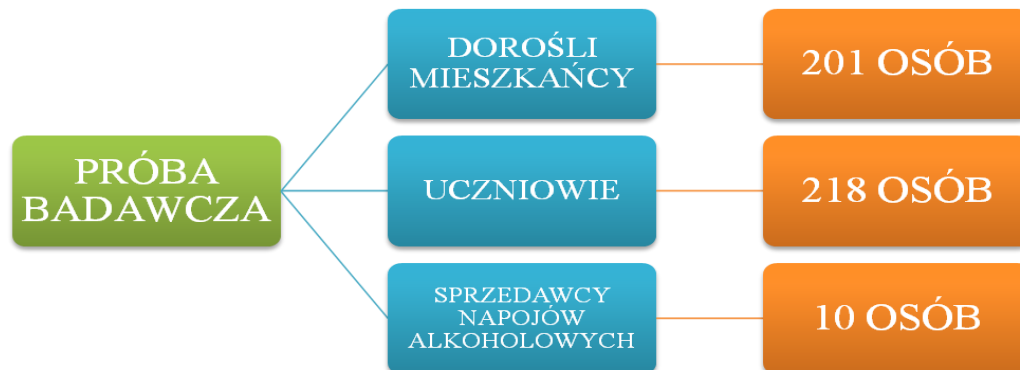 PRÓBA
BADAWCZA
DOROŚLI
MIESZKAŃCY
201 OSÓB
UCZNIOWIE
218 OSÓB
SPRZEDAWCY
NAPOJÓW
ALKOHOLOWYCH
10 OSÓB